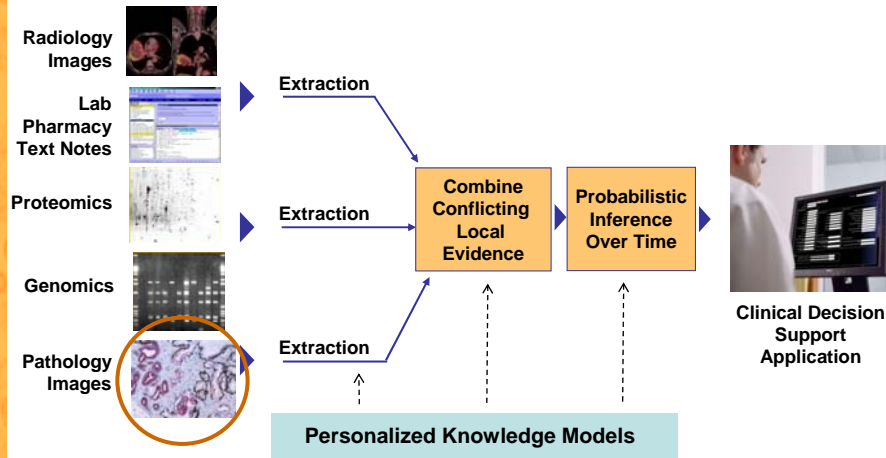 Radiology
Images
Lab
Pharmacy
Text Notes
Proteomics
Genomics
Pathology
Images
Extraction
Extraction
Extraction
Combine
Conflicting
Local
Evidence
Probabilistic
Inference
Over Time
Clinical Decision
Support
Application
Personalized Knowledge Models